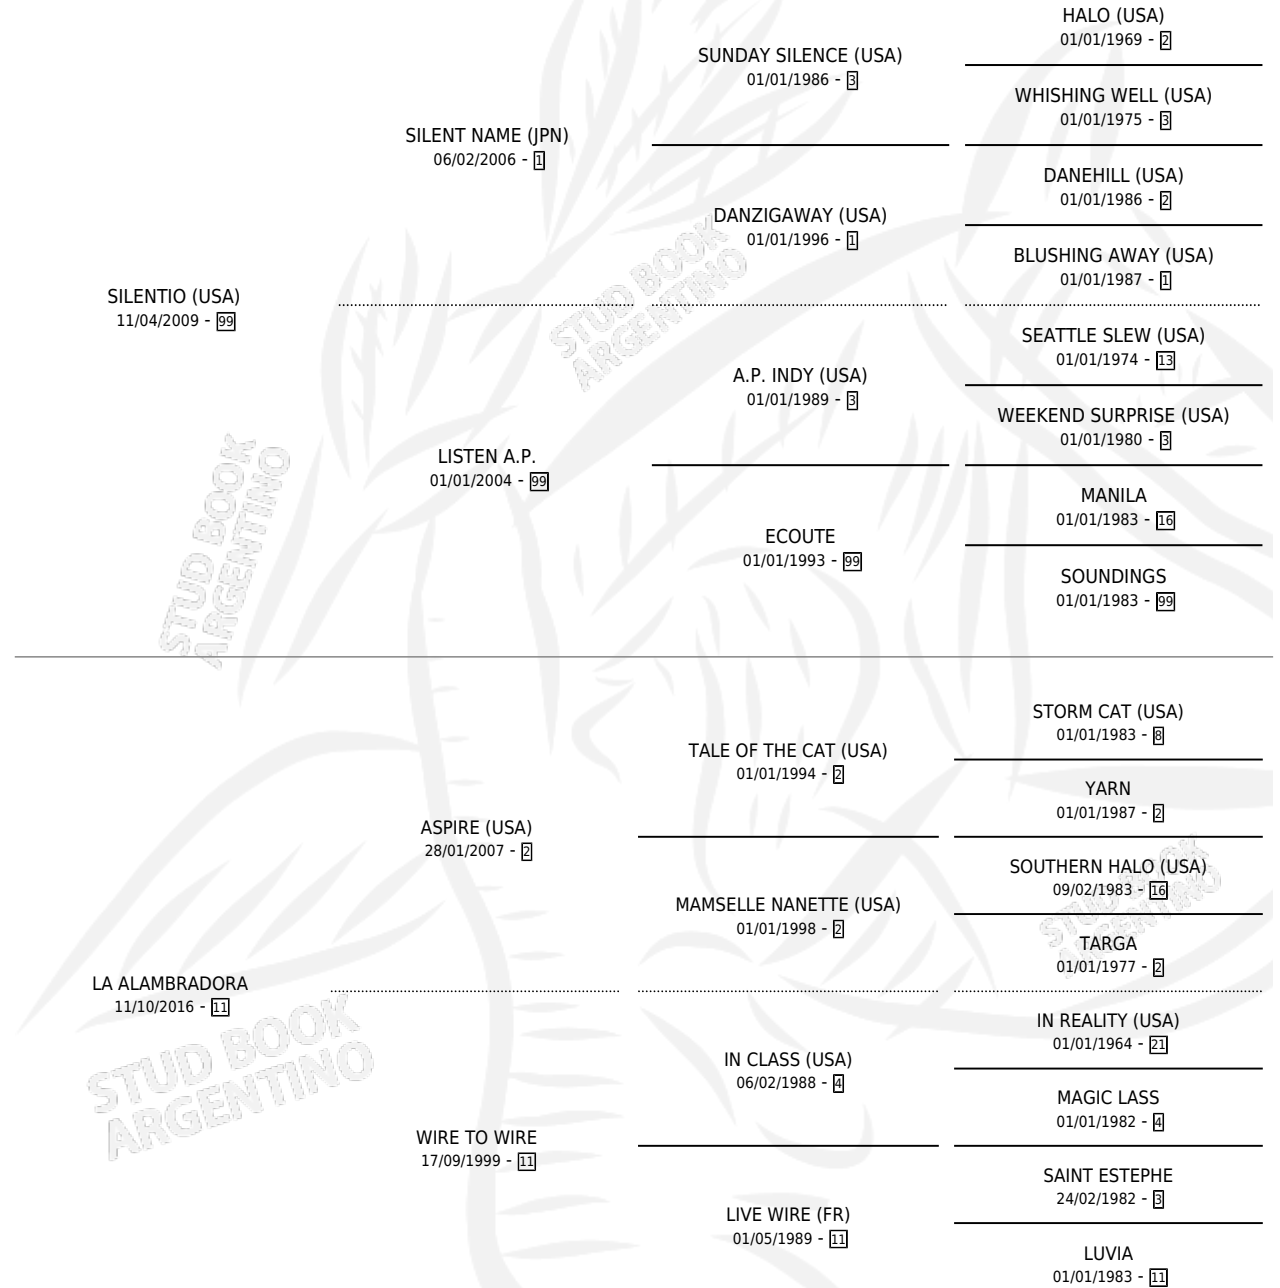 HALO (USA)
01/01/1969 - 2
SUNDAY SILENCE (USA)
01/01/1986 - 3
WHISHING WELL (USA)
01/01/1975 - 3
SILENT NAME (JPN)
06/02/2006 - 1
DANEHILL (USA)
01/01/1986 - 2
DANZIGAWAY (USA)
01/01/1996 - 1
BLUSHING AWAY (USA)
01/01/1987 - 1
SILENTIO (USA)
11/04/2009 - 99
STUD BOOK
ARGENTINO
SEATTLE SLEW (USA)
01/01/1974 - 13
A.P. INDY (USA)
01/01/1989 - 3
WEEKEND SURPRISE (USA)
01/01/1980 - 3
LISTEN A.P.
01/01/2004 - 99
MANILA
01/01/1983 - 16
ECOUTE
01/01/1993 - 99
SOUNDINGS
01/01/1983 - 99
STUD BOOK
ARGENTINO
STORM CAT (USA)
01/01/1983 - 8
TALE OF THE CAT (USA)
01/01/1994 - 2
YARN
01/01/1987 - 2
ASPIRE (USA)
28/01/2007 - 2
SOUTHERN HALO (USA)
09/02/1983 - 16
MAMSELLE NANETTE (USA)
01/01/1998 - 2
TARGA
01/01/1977 - 2
STUD BOOK
ARGENTINO
LA ALAMBRADORA
11/10/2016 - 11
IN REALITY (USA)
01/01/1964 - 21
IN CLASS (USA)
06/02/1988 - 4
MAGIC LASS
01/01/1982 - 4
STUD BOOK
ARGENTINO
WIRE TO WIRE
17/09/1999 - 11
SAINT ESTEPHE
24/02/1982 - 3
LIVE WIRE (FR)
01/05/1989 - 11
LUVIA
01/01/1983 - 11